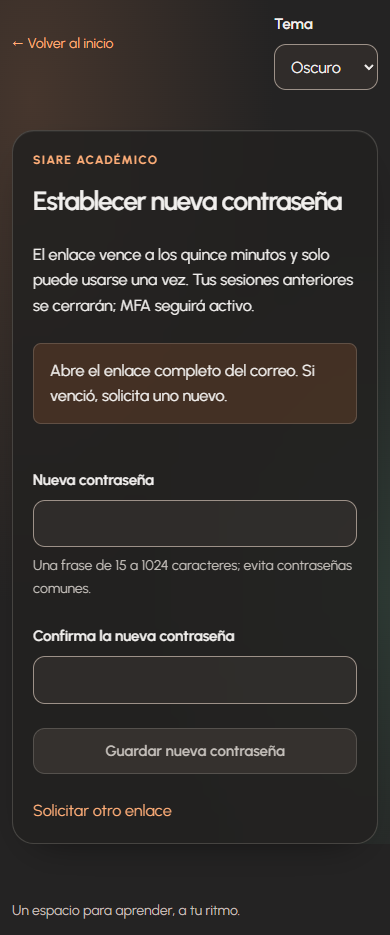 ← Volver al inicio
Tema
Oscuro
SIARE ACADÉMICO
Establecer nueva contraseña
El enlace vence a los quince minutos y solo
puede usarse una vez. Tus sesiones anteriores
se cerrarán; MFA seguirá activo.
Abre el enlace completo del correo. Si
venció, solicita uno nuevo.
Nueva contraseña
Una frase de 15 a 1024 caracteres; evita contraseñas
comunes.
Confirma la nueva contraseña
Guardar nueva contraseña
Solicitar otro enlace
Un espacio para aprender, a tu ritmo.